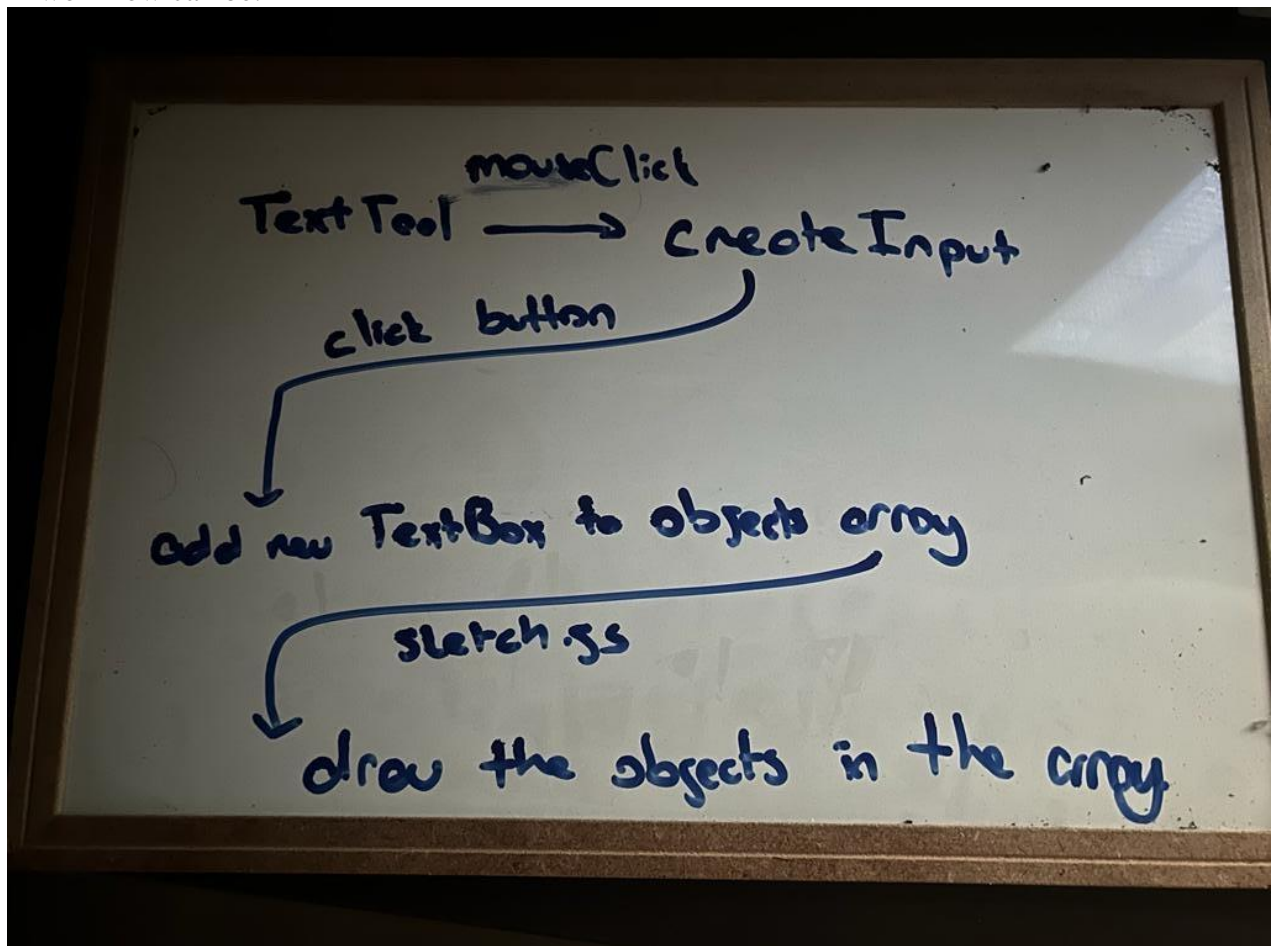 mouseClick
TextTool → createInput
click button
add new TextBox to objects array
sketch.js
draw the objects in the array